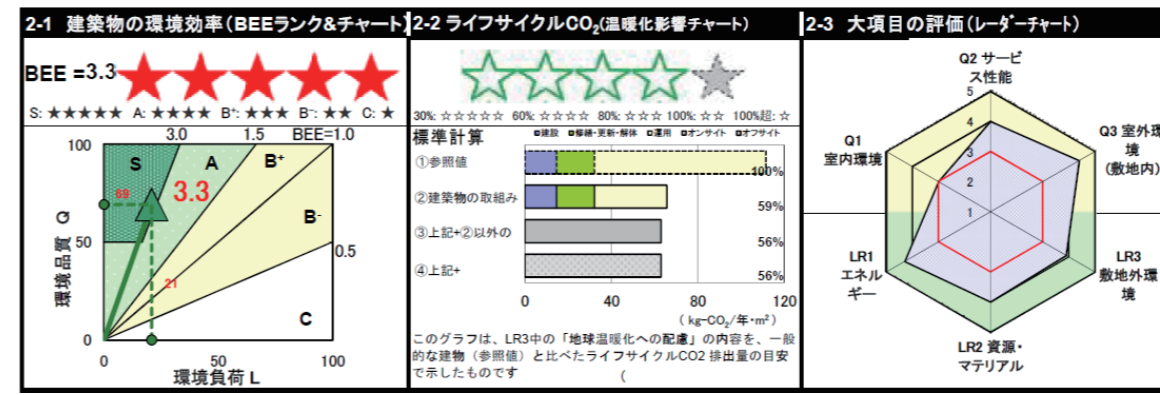 2-1 建築物の環境効率(BEEランク&チャート)
BEE =3.3
S: ★★★★★ A: ★★★★ B⁺: ★★★ B⁻: ★★ C: ★
3.0 1.5 BEE=1.0
100
S
A
B⁺
69
3.3
B⁻
環境品質 Q
50
0.5
21
C
0
0 50 100
環境負荷 L
2-2 ライフサイクルCO₂(温暖化影響チャート)
30%: ☆☆☆☆☆ 60%: ☆☆☆☆ 80%: ☆☆☆ 100%: ☆☆ 100%超: ☆
標準計算
建設 修繕・更新・解体 運用 オンサイト オフサイト
①参照値
100%
②建築物の取組み
59%
③上記+②以外の
56%
④上記+
56%
0 40 80 120
( kg-CO₂/年・m²)
このグラフは、LR3中の「地球温暖化への配慮」の内容を、一般
的な建物(参照値)と比べたライフサイクルCO2 排出量の目安
で示したものです (
2-3 大項目の評価(レーダーチャート)
Q2 サービ
ス性能
5
4
3
2
1
Q1
室内環境
Q3 室外環
境
(敷地内)
LR1
エネル
ギー
LR3
敷地外環
境
LR2 資源・
マテリアル